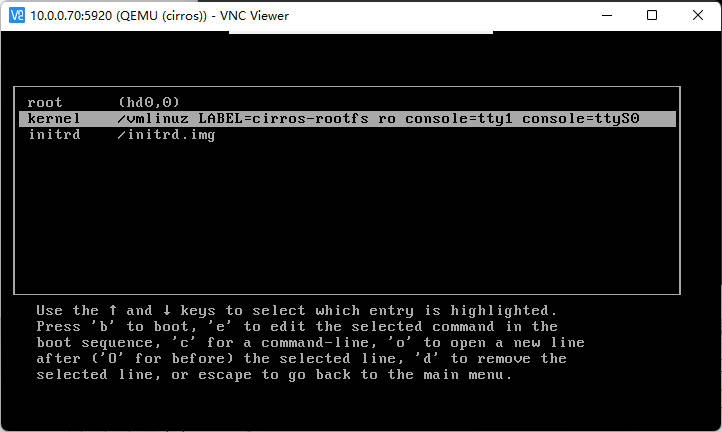 10.0.0.70:5920 (QEMU (cirros)) - VNC Viewer
root (hd0,0)
kernel /vmlinuz LABEL=cirros-rootfs ro console=tty1 console=ttyS0
initrd /initrd.img
Use the ↑ and ↓ keys to select which entry is highlighted.
Press 'b' to boot, 'e' to edit the selected command in the
boot sequence, 'c' for a command-line, 'o' to open a new line
after ('O' for before) the selected line, 'd' to remove the
selected line, or escape to go back to the main menu.